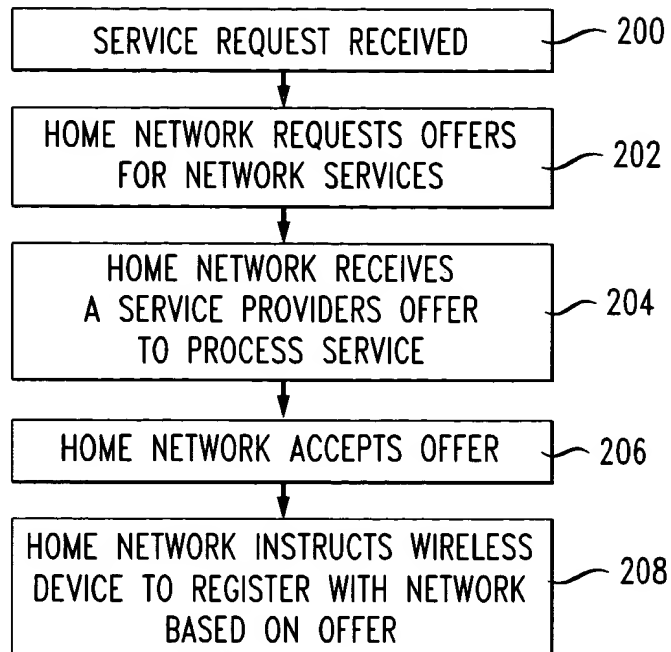 SERVICE REQUEST RECEIVED
200
HOME NETWORK REQUESTS OFFERS
FOR NETWORK SERVICES
202
HOME NETWORK RECEIVES
A SERVICE PROVIDERS OFFER
TO PROCESS SERVICE
204
HOME NETWORK ACCEPTS OFFER
206
HOME NETWORK INSTRUCTS WIRELESS
DEVICE TO REGISTER WITH NETWORK
BASED ON OFFER
208